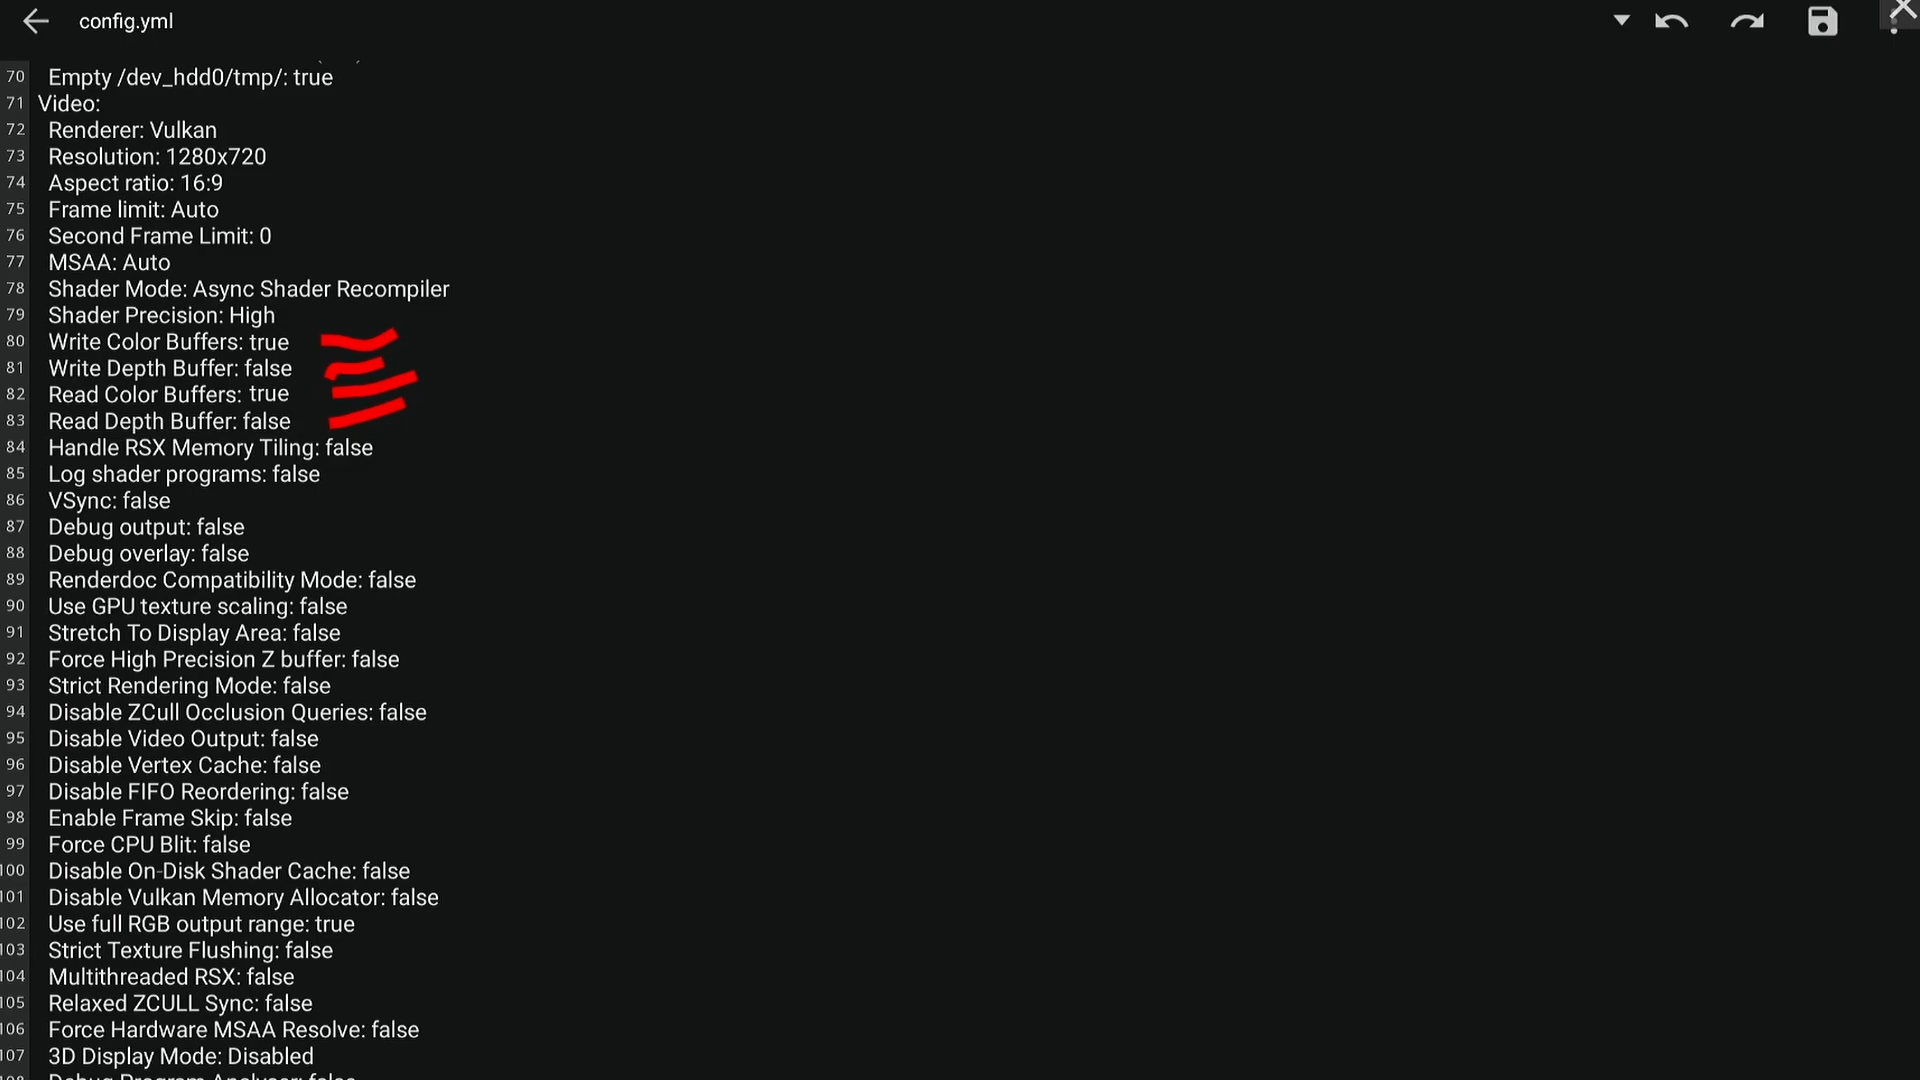 config.yml
70 Empty /dev_hdd0/tmp/: true
71 Video:
72 Renderer: Vulkan
73 Resolution: 1280x720
74 Aspect ratio: 16:9
75 Frame limit: Auto
76 Second Frame Limit: 0
77 MSAA: Auto
78 Shader Mode: Async Shader Recompiler
79 Shader Precision: High
80 Write Color Buffers: true
81 Write Depth Buffer: false
82 Read Color Buffers: true
83 Read Depth Buffer: false
84 Handle RSX Memory Tiling: false
85 Log shader programs: false
86 VSync: false
87 Debug output: false
88 Debug overlay: false
89 Renderdoc Compatibility Mode: false
90 Use GPU texture scaling: false
91 Stretch To Display Area: false
92 Force High Precision Z buffer: false
93 Strict Rendering Mode: false
94 Disable ZCull Occlusion Queries: false
95 Disable Video Output: false
96 Disable Vertex Cache: false
97 Disable FIFO Reordering: false
98 Enable Frame Skip: false
99 Force CPU Blit: false
100 Disable On-Disk Shader Cache: false
101 Disable Vulkan Memory Allocator: false
102 Use full RGB output range: true
103 Strict Texture Flushing: false
104 Multithreaded RSX: false
105 Relaxed ZCULL Sync: false
106 Force Hardware MSAA Resolve: false
107 3D Display Mode: Disabled